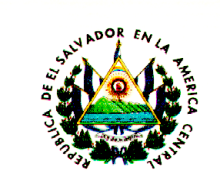 REPUBLICA DE EL SALVADOR EN LA AMERICA CENTRAL